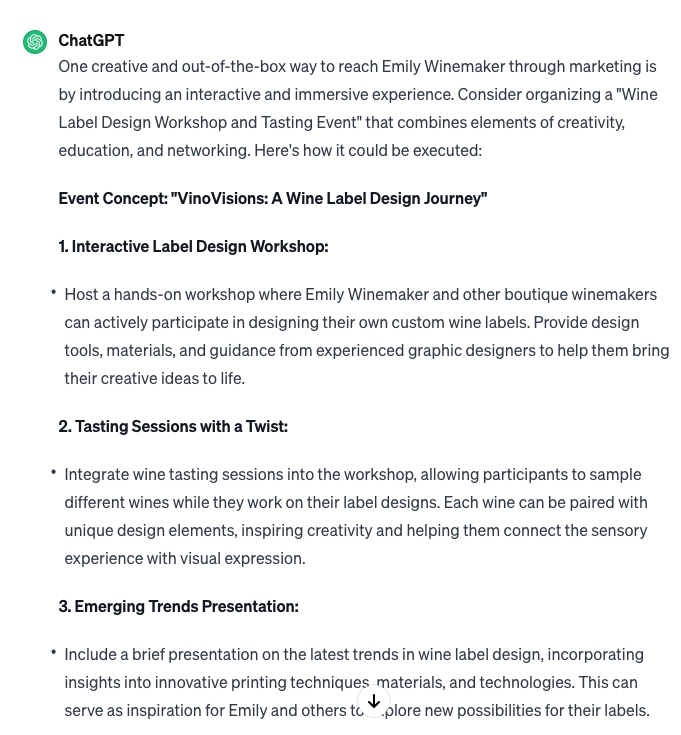 ChatGPT
One creative and out-of-the-box way to reach Emily Winemaker through marketing is
by introducing an interactive and immersive experience. Consider organizing a "Wine
Label Design Workshop and Tasting Event" that combines elements of creativity,
education, and networking. Here's how it could be executed:
Event Concept: "VinoVisions: A Wine Label Design Journey"
1. Interactive Label Design Workshop:
• Host a hands-on workshop where Emily Winemaker and other boutique winemakers
can actively participate in designing their own custom wine labels. Provide design
tools, materials, and guidance from experienced graphic designers to help them bring
their creative ideas to life.
2. Tasting Sessions with a Twist:
• Integrate wine tasting sessions into the workshop, allowing participants to sample
different wines while they work on their label designs. Each wine can be paired with
unique design elements, inspiring creativity and helping them connect the sensory
experience with visual expression.
3. Emerging Trends Presentation:
• Include a brief presentation on the latest trends in wine label design, incorporating
insights into innovative printing techniques, materials, and technologies. This can
serve as inspiration for Emily and others to plore new possibilities for their labels.